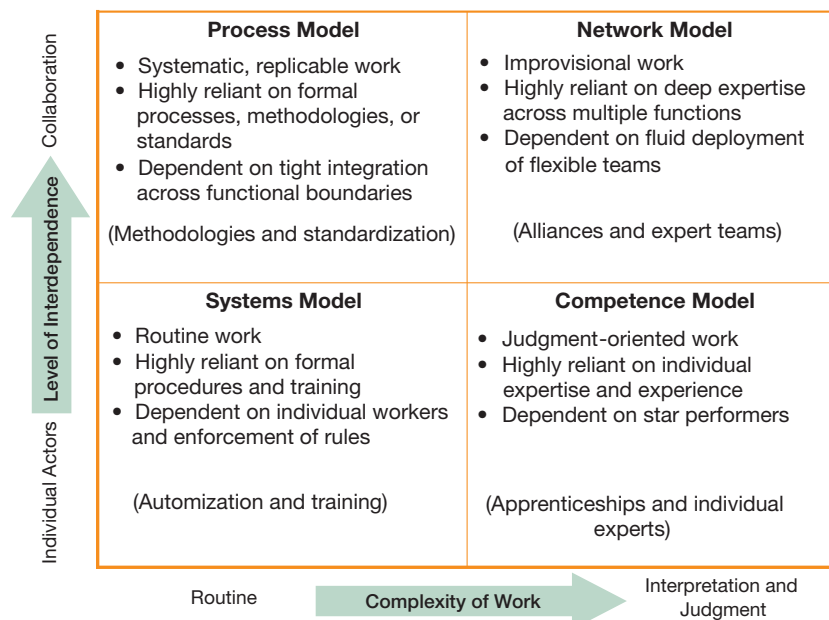 Process Model
• Systematic, replicable work
• Highly reliant on formal
processes, methodologies, or
standards
• Dependent on tight integration
across functional boundaries
(Methodologies and standardization)
Network Model
• Improvisional work
• Highly reliant on deep expertise
across multiple functions
• Dependent on fluid deployment
of flexible teams
(Alliances and expert teams)
Systems Model
• Routine work
• Highly reliant on formal
procedures and training
• Dependent on individual workers
and enforcement of rules
(Automization and training)
Competence Model
• Judgment-oriented work
• Highly reliant on individual
expertise and experience
• Dependent on star performers
(Apprenticeships and individual
experts)
Collaboration
Level of Interdependence
Individual Actors
Routine
Complexity of Work
Interpretation and
Judgment